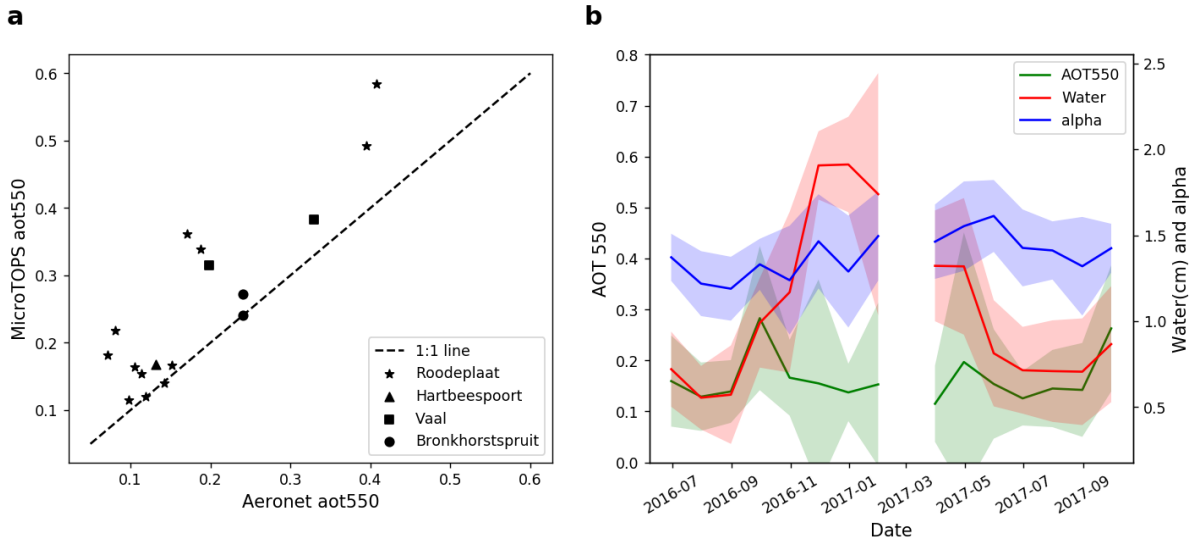 a
MicroTOPS aot550
0.6
0.5
0.4
0.3
0.2
0.1
0.1 0.2 0.3 0.4 0.5 0.6
Aeronet aot550
1:1 line
Roodeplaat
Hartbeespoort
Vaal
Bronkhorstspruit
b
AOT 550
0.8
0.7
0.6
0.5
0.4
0.3
0.2
0.1
0.0
AOT550
Water
alpha
2.5
2.0
1.5
1.0
0.5
Water(cm) and alpha
2016-07 2016-09 2016-11 2017-01 2017-03 2017-05 2017-07 2017-09
Date